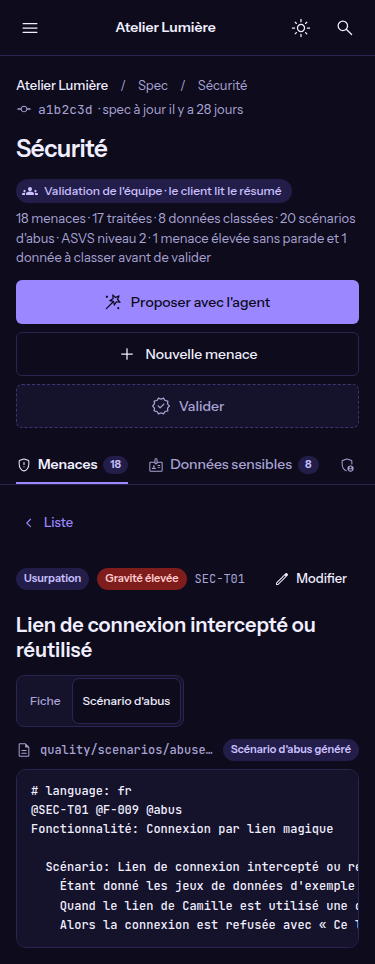 Atelier Lumière
Atelier Lumière / Spec / Sécurité
a1b2c3d · spec à jour il y a 28 jours
Sécurité
Validation de l'équipe · le client lit le résumé
18 menaces · 17 traitées · 8 données classées · 20 scénarios
d'abus · ASVS niveau 2 · 1 menace élevée sans parade et 1
donnée à classer avant de valider
Proposer avec l'agent
Nouvelle menace
Valider
Menaces 18 Données sensibles 8
Liste
Usurpation Gravité élevée SEC-T01 Modifier
Lien de connexion intercepté ou
réutilisé
Fiche Scénario d'abus
quality/scenarios/abuse… Scénario d'abus généré
# language: fr
@SEC-T01 @F-009 @abus
Fonctionnalité: Connexion par lien magique
Scénario: Lien de connexion intercepté ou ré
Étant donné les jeux de données d'exemple
Quand le lien de Camille est utilisé une
Alors la connexion est refusée avec « Ce